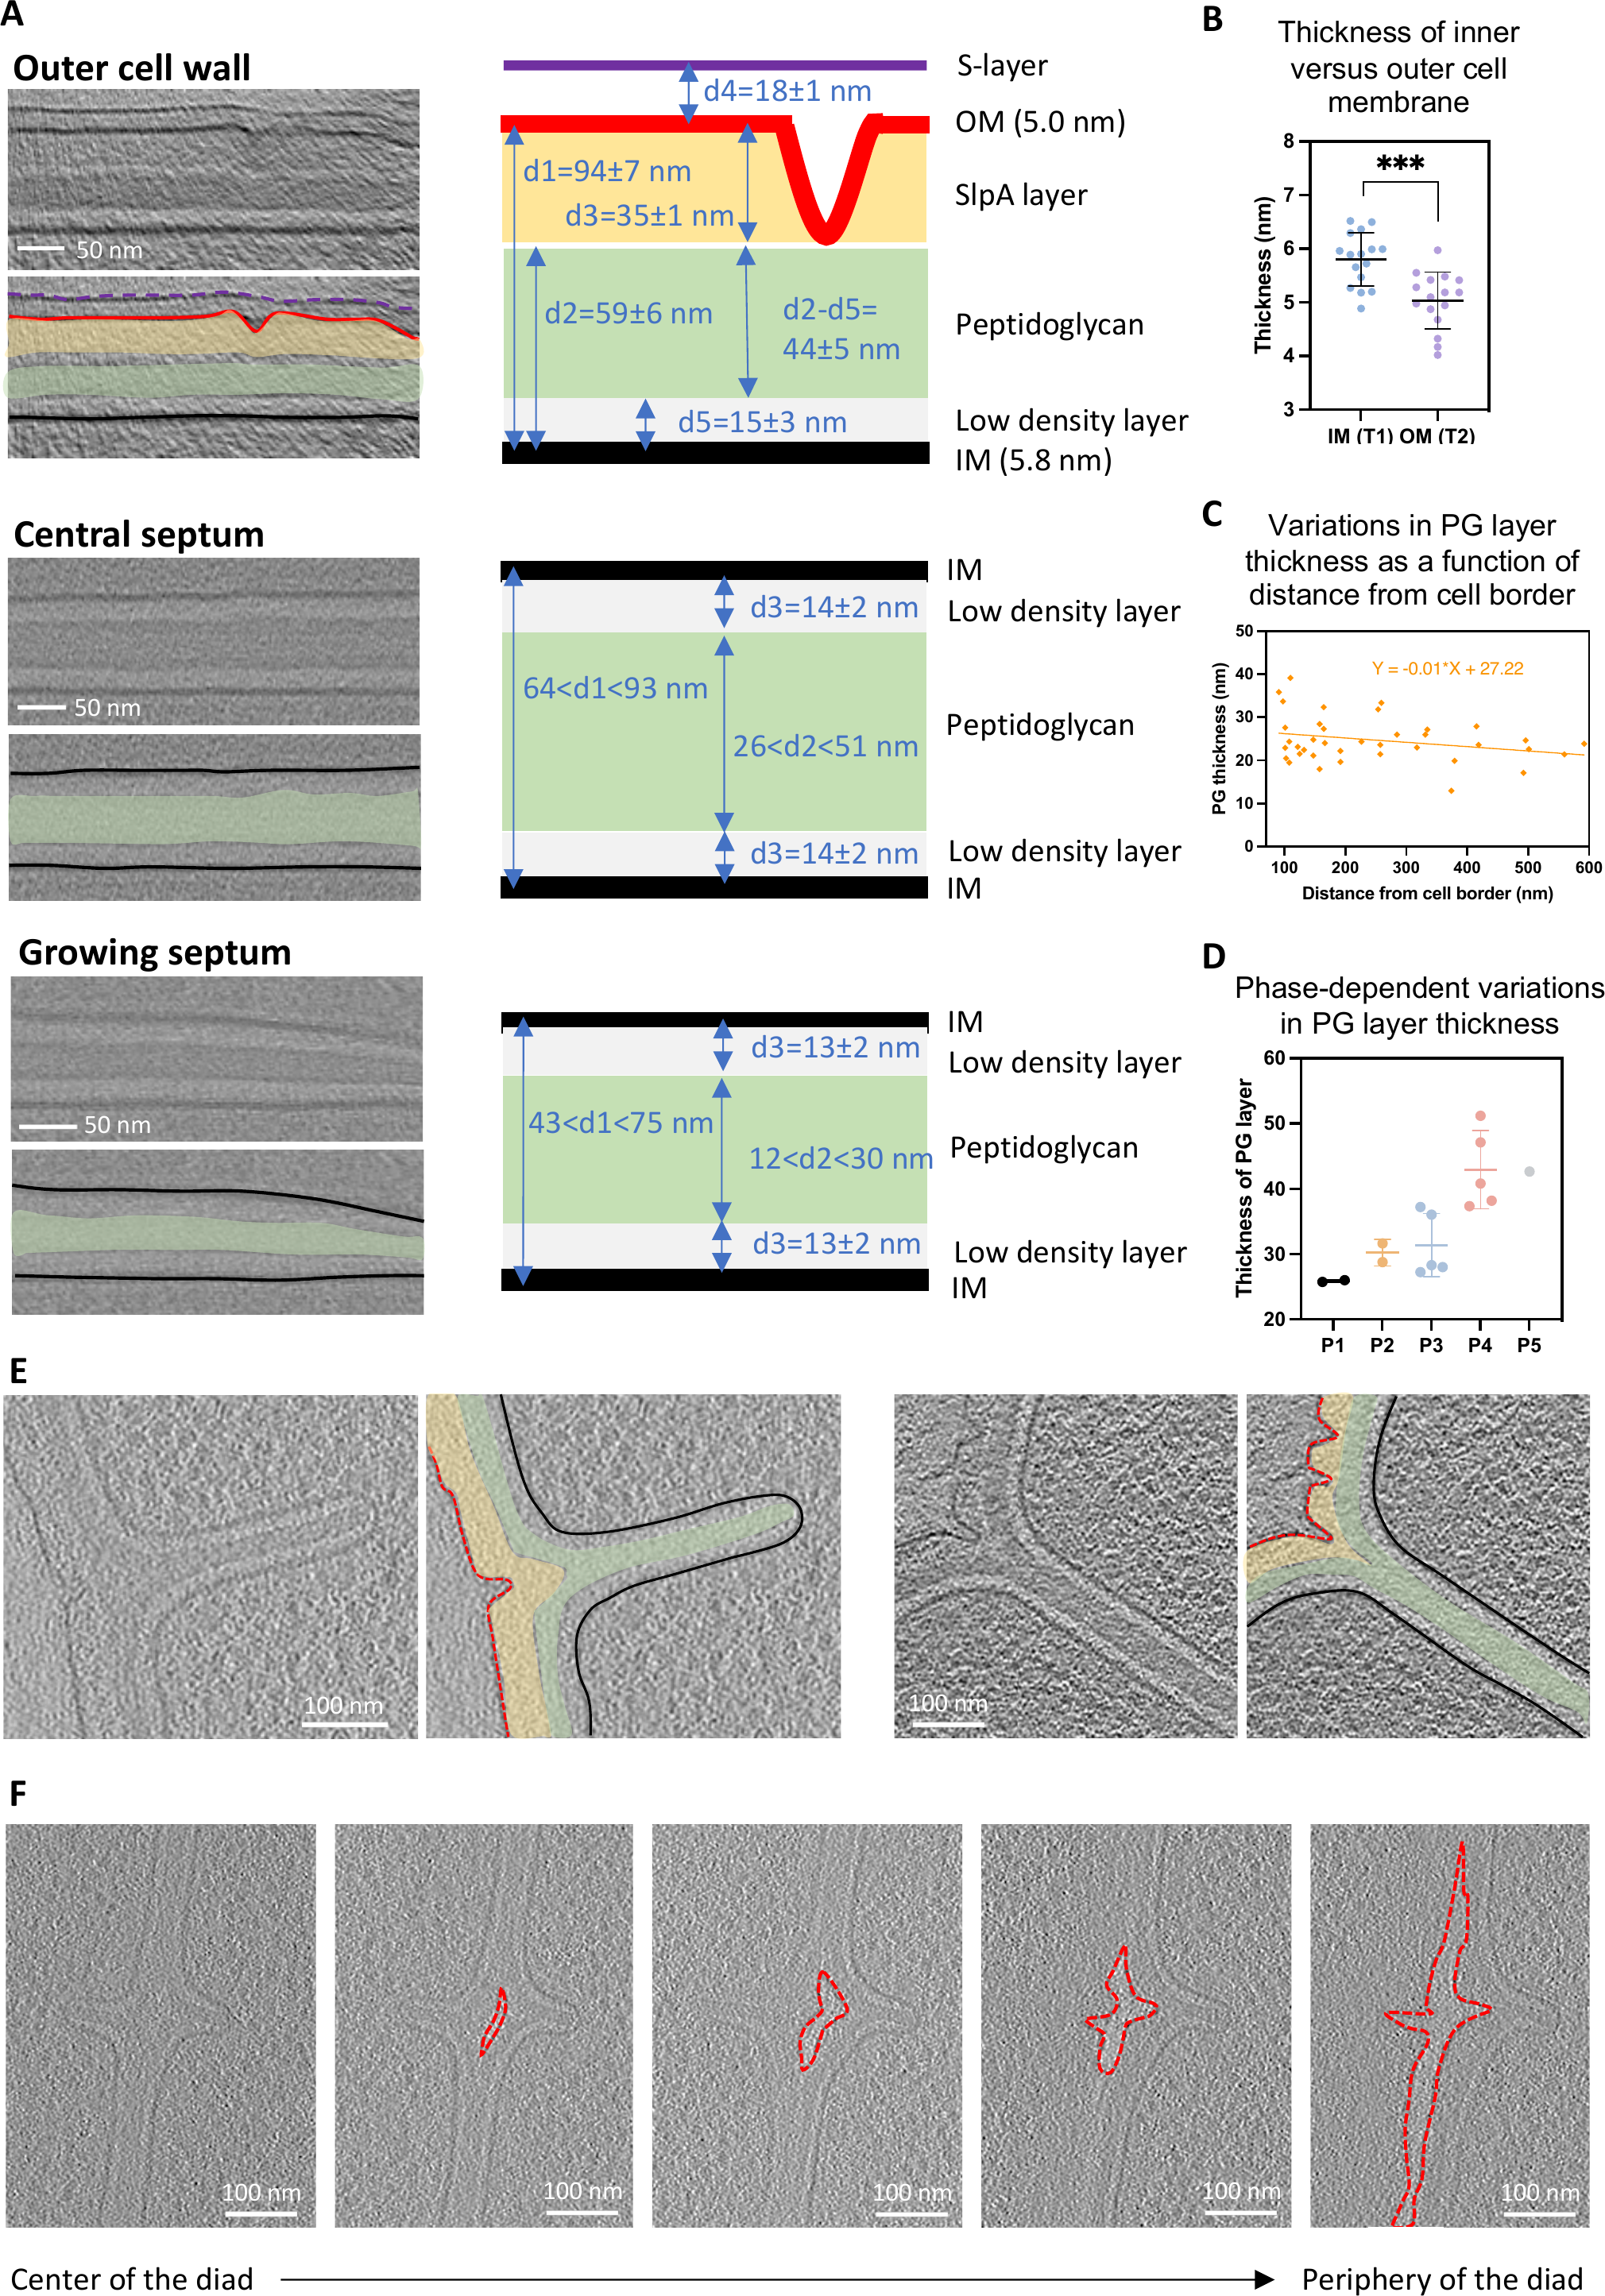 A
Outer cell wall
50 nm
S-layer
d4=18±1 nm
OM (5.0 nm)
d1=94±7 nm
SlpA layer
d3=35±1 nm
d2=59±6 nm
d2-d5=
44±5 nm
Peptidoglycan
d5=15±3 nm
Low density layer
IM (5.8 nm)
Central septum
50 nm
IM
d3=14±2 nm
Low density layer
64<d1<93 nm
Peptidoglycan
26<d2<51 nm
d3=14±2 nm
Low density layer
IM
Growing septum
50 nm
IM
d3=13±2 nm
Low density layer
43<d1<75 nm
Peptidoglycan
12<d2<30 nm
d3=13±2 nm
Low density layer
IM
B
Thickness of inner
versus outer cell
membrane
Thickness (nm)
8
7
6
5
4
3
***
IM (T1) OM (T2)
C
Variations in PG layer
thickness as a function of
distance from cell border
PG thickness (nm)
50
40
30
20
10
0
Y = -0.01*X + 27.22
100 200 300 400 500 600
Distance from cell border (nm)
D
Phase-dependent variations
in PG layer thickness
Thickness of PG layer
60
50
40
30
20
P1 P2 P3 P4 P5
E
100 nm
100 nm
F
100 nm
100 nm
100 nm
100 nm
100 nm
Center of the diad
Periphery of the diad